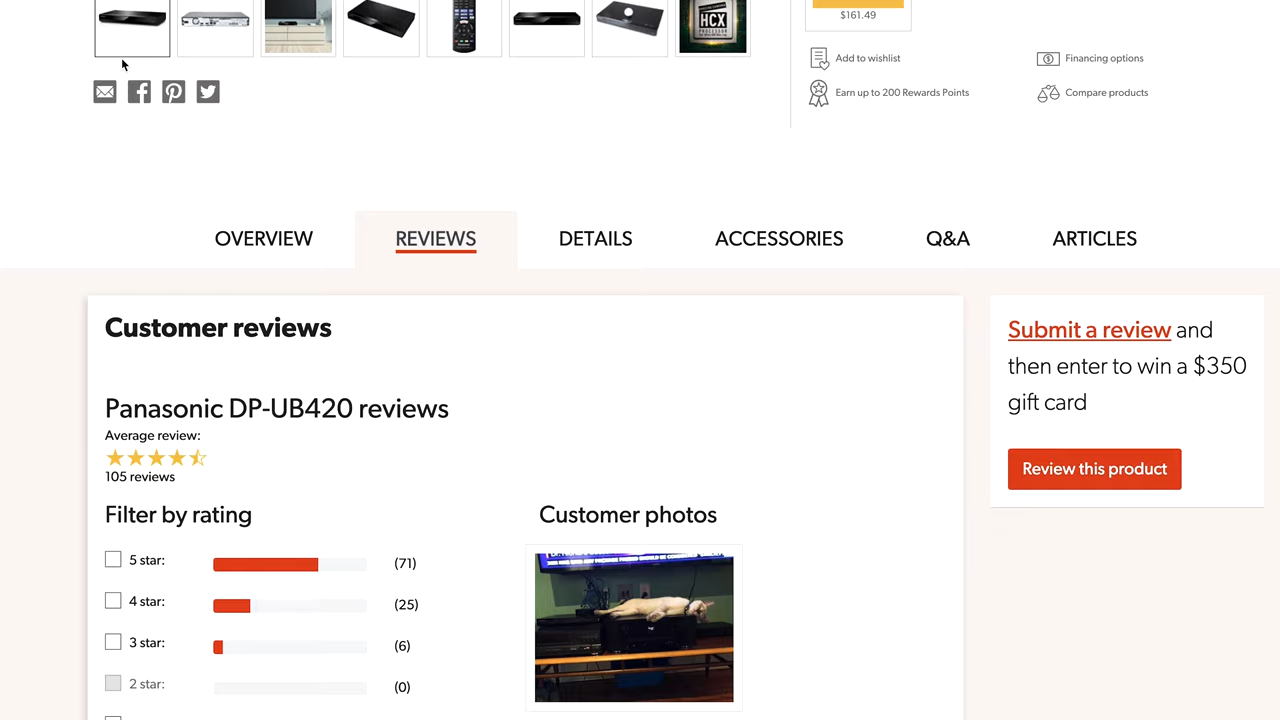 HCX
PROCESSOR
$161.49
Add to wishlist
Financing options
Earn up to 200 Rewards Points
Compare products
OVERVIEW
REVIEWS
DETAILS
ACCESSORIES
Q&A
ARTICLES
Customer reviews
Panasonic DP-UB420 reviews
Average review:
105 reviews
Filter by rating
Customer photos
5 star:
(71)
4 star:
(25)
3 star:
(6)
2 star:
(0)
Submit a review and
then enter to win a $350
gift card
Review this product